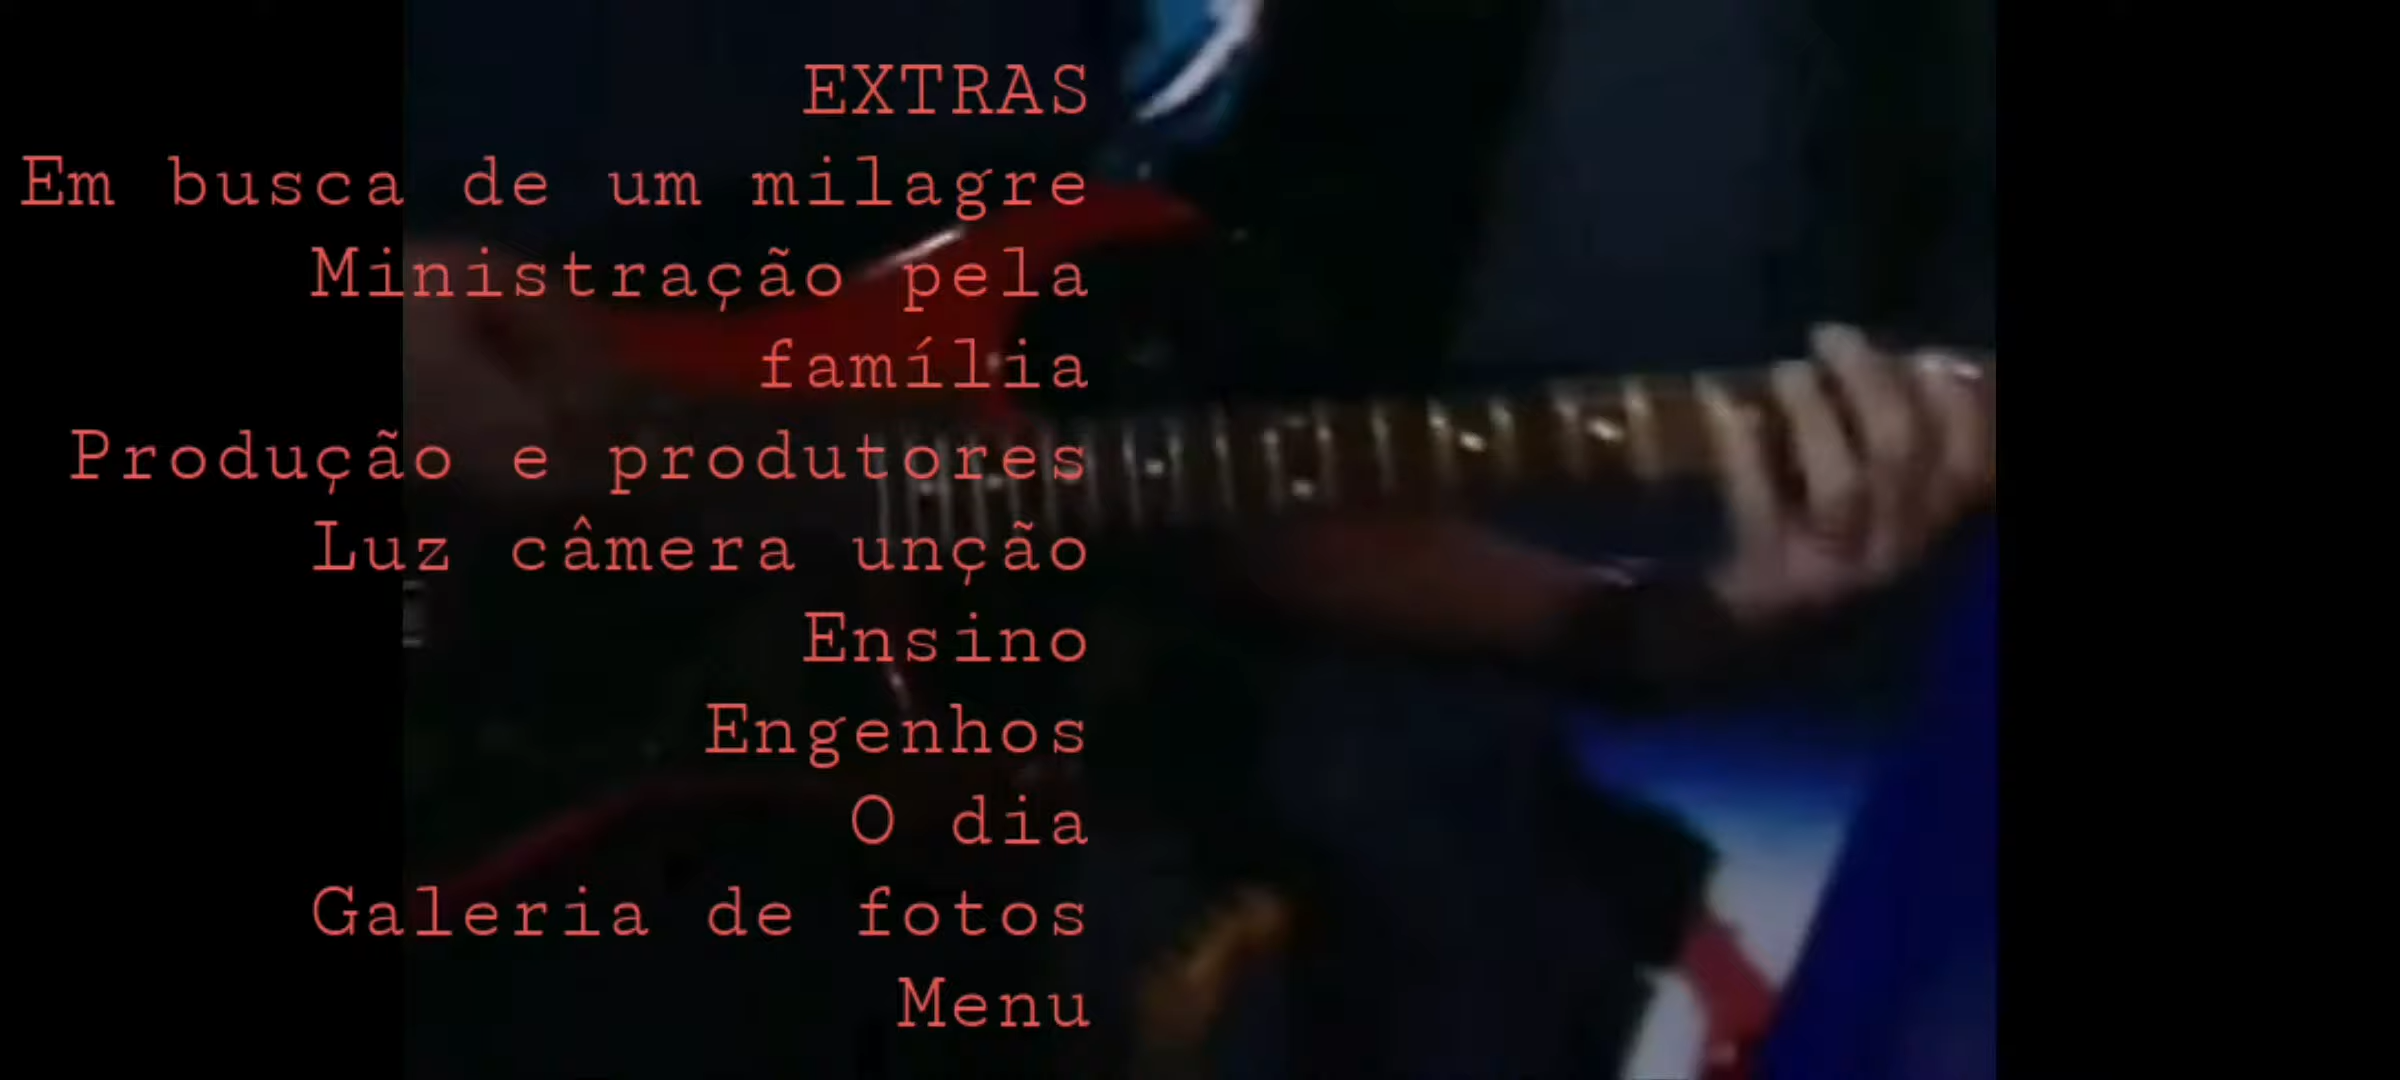 EXTRAS
Em busca de um milagre
Ministração pela
família
Produção e produtores
Luz câmera unção
Ensino
Engenhos
O dia
Galeria de fotos
Menu